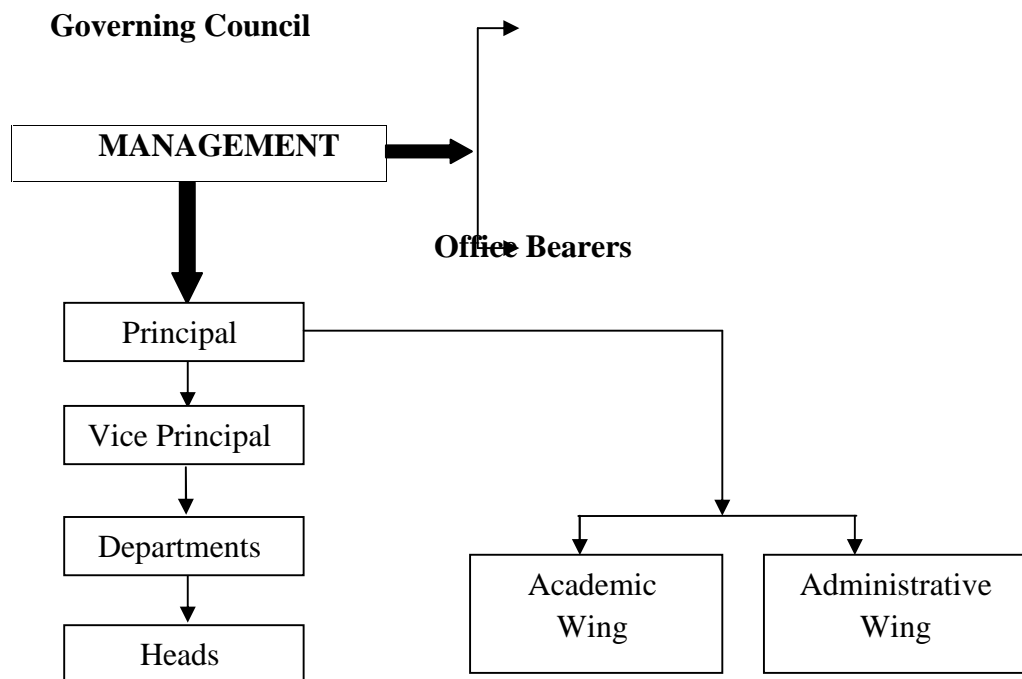 Governing Council
MANAGEMENT
Office Bearers
Principal
Vice Principal
Departments
Heads
Academic
Wing
Administrative
Wing